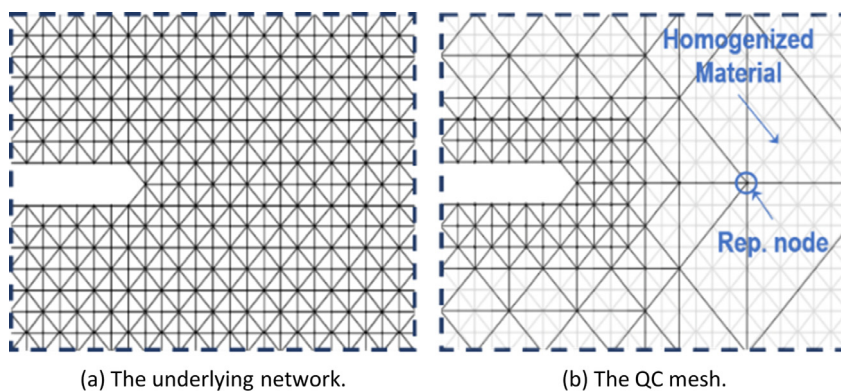 Homogenized
Material
Rep. node
(a) The underlying network.
(b) The QC mesh.